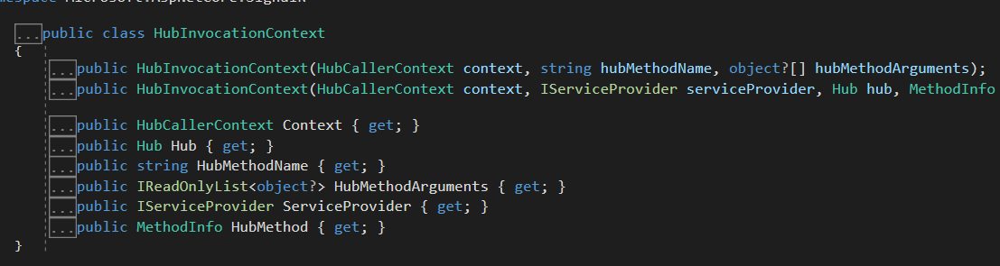 ...public class HubInvocationContext
{
...public HubInvocationContext(HubCallerContext context, string hubMethodName, object?[] hubMethodArguments);
...public HubInvocationContext(HubCallerContext context, IServiceProvider serviceProvider, Hub hub, MethodInfo
...public HubCallerContext Context { get; }
...public Hub Hub { get; }
...public string HubMethodName { get; }
...public IReadOnlyList<object?> HubMethodArguments { get; }
...public IServiceProvider ServiceProvider { get; }
...public MethodInfo HubMethod { get; }
}